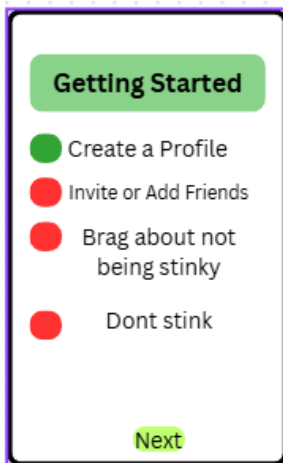 Getting Started
Create a Profile
Invite or Add Friends
Brag about not
being stinky
Dont stink
Next